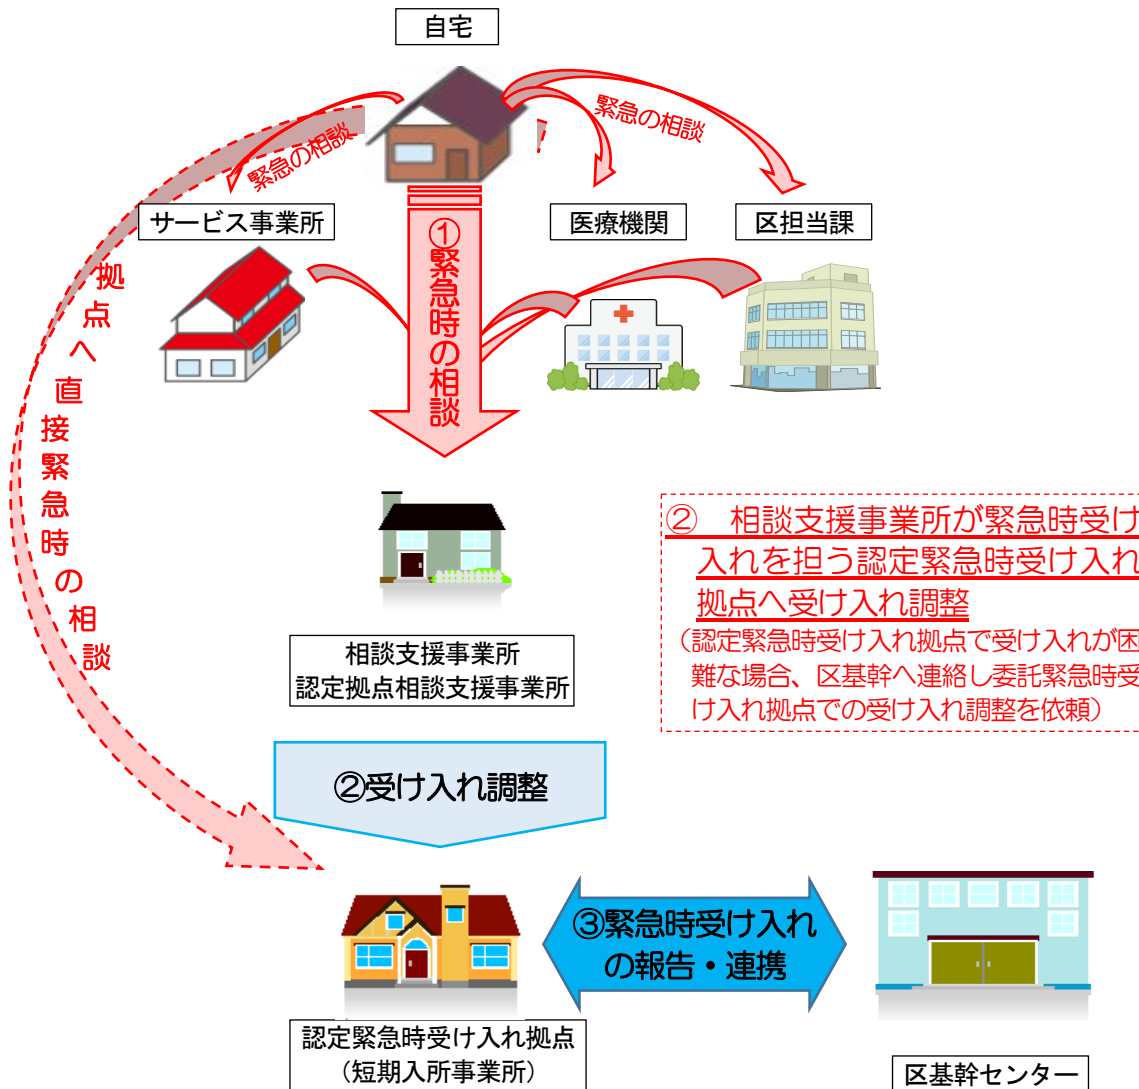 自宅
緊急の相談
緊急の相談
サービス事業所
医療機関
区担当課
①緊急時の相談
拠点へ直接緊急時の相談
相談支援事業所
認定拠点相談支援事業所
②　相談支援事業所が緊急時受け
入れを担う認定緊急時受け入れ
拠点へ受け入れ調整
（認定緊急時受け入れ拠点で受け入れが困
難な場合、区基幹へ連絡し委託緊急時受
け入れ拠点での受け入れ調整を依頼）
②受け入れ調整
③緊急時受け入れ
の報告・連携
認定緊急時受け入れ拠点
（短期入所事業所）
区基幹センター